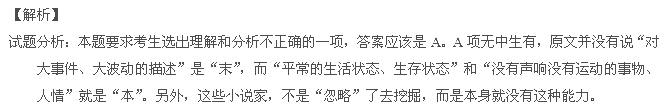 【解析】
试题分析：本题要求考生选出理解和分析不正确的一项，答案应该是 A。A 项无中生有，原文并没有说“对
大事件、大波动的描述”是“末”，而“平常的生活状态、生存状态”和“没有声响没有运动的事物、
人情”就是“本”。另外，这些小说家，不是“忽略”了去挖掘，而是本身就没有这种能力。